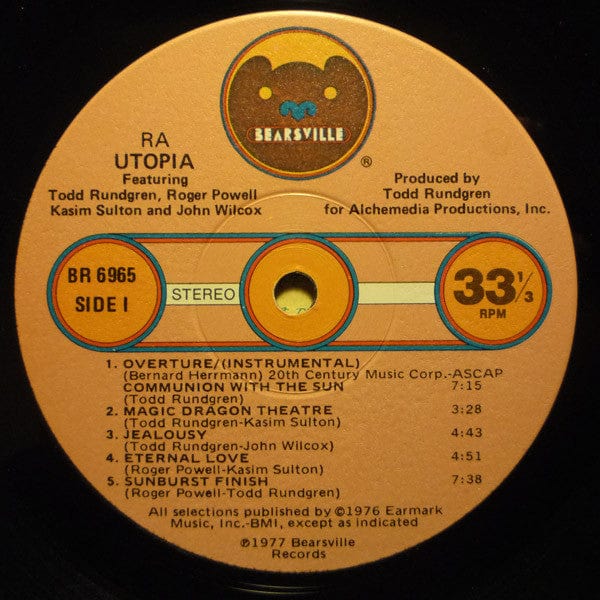 BEARSVILLE
®
RA
UTOPIA
Featuring
Todd Rundgren, Roger Powell
Kasim Sulton and John Wilcox
Produced by
Todd Rundgren
for Alchemedia Productions, Inc.
BR 6965
SIDE I
STEREO
33 1/3
RPM
1. OVERTURE/(INSTRUMENTAL)
(Bernard Herrmann) 20th Century Music Corp.-ASCAP
COMMUNION WITH THE SUN 7:15
(Todd Rundgren)
2. MAGIC DRAGON THEATRE 3:28
(Todd Rundgren-Kasim Sulton)
3. JEALOUSY 4:43
(Todd Rundgren-John Wilcox)
4. ETERNAL LOVE 4:51
(Roger Powell-Kasim Sulton)
5. SUNBURST FINISH 7:38
(Roger Powell-Todd Rundgren)
All selections published by ©1976 Earmark
Music, Inc.-BMI, except as indicated
℗1977 Bearsville
Records